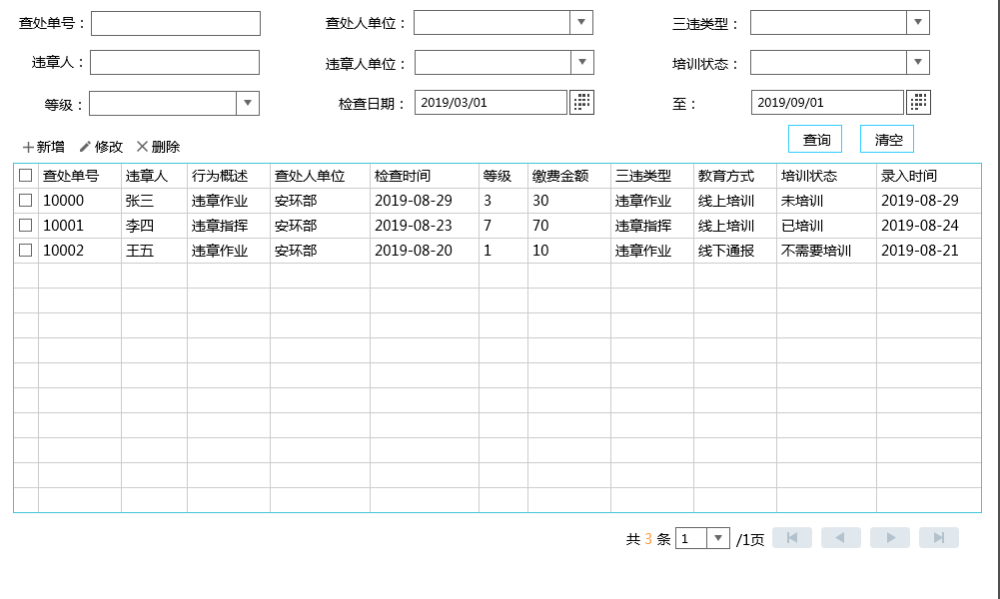 查处单号： 查处人单位： 三违类型：
违章人： 违章人单位： 培训状态：
等级： 检查日期： 2019/03/01 至： 2019/09/01
新增 修改 删除 查询 清空
查处单号 违章人 行为概述 查处人单位 检查时间 等级 缴费金额 三违类型 教育方式 培训状态 录入时间
10000 张三 违章作业 安环部 2019-08-29 3 30 违章作业 线上培训 未培训 2019-08-29
10001 李四 违章指挥 安环部 2019-08-23 7 70 违章指挥 线上培训 已培训 2019-08-24
10002 王五 违章作业 安环部 2019-08-20 1 10 违章作业 线下通报 不需要培训 2019-08-21
共 3 条 1 /1页